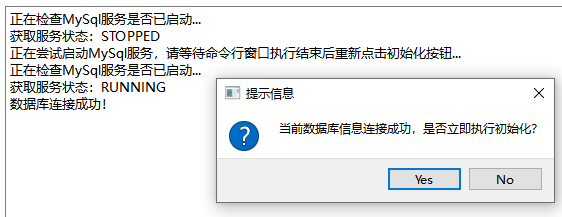 正在检查MySql服务是否已启动...
获取服务状态：STOPPED
正在尝试启动MySql服务，请等待命令行窗口执行结束后重新点击初始化按钮...
正在检查MySql服务是否已启动...
获取服务状态：RUNNING
数据库连接成功！
提示信息
当前数据库信息连接成功，是否立即执行初始化？
Yes
No